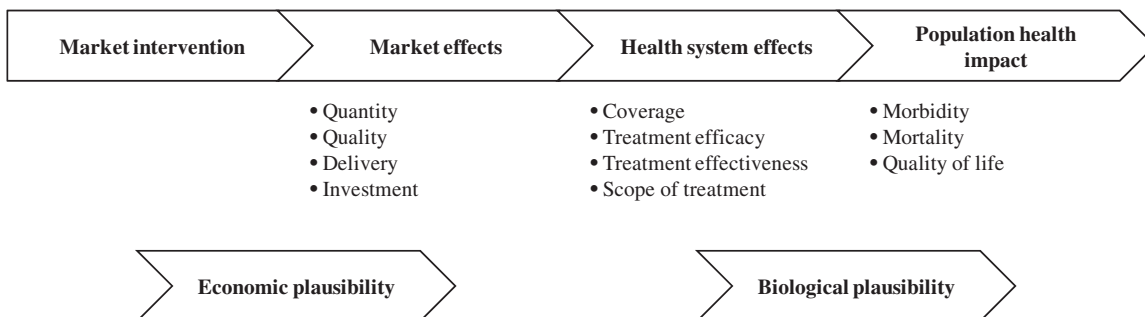 Market intervention
Market effects
Health system effects
Population health
impact
• Quantity
• Quality
• Delivery
• Investment
• Coverage
• Treatment efficacy
• Treatment effectiveness
• Scope of treatment
• Morbidity
• Mortality
• Quality of life
Economic plausibility
Biological plausibility